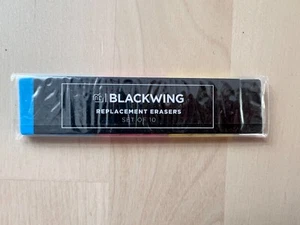 BLACKWING
REPLACEMENT ERASERS
SET OF 10